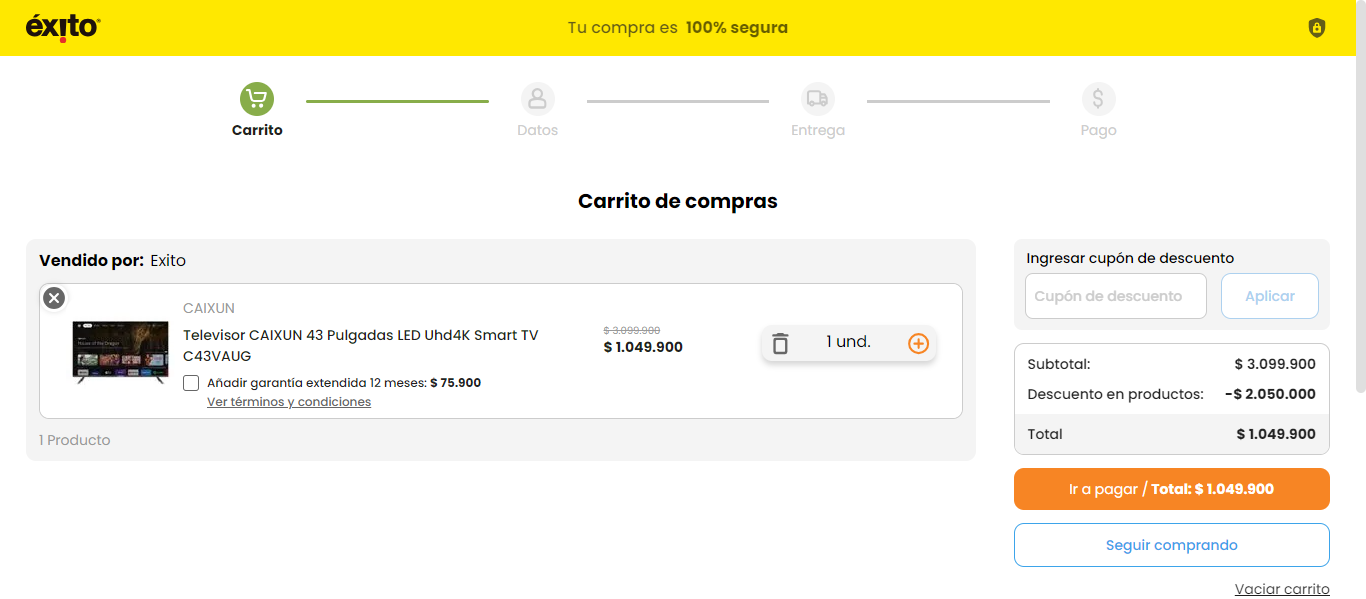 éxito
Tu compra es 100% segura
Carrito
Datos
Entrega
Pago
Carrito de compras
Vendido por: Exito
CAIXUN
Televisor CAIXUN 43 Pulgadas LED Uhd4K Smart TV
C43VAUG
Añadir garantía extendida 12 meses: $ 75.900
Ver términos y condiciones
$ 3.099.900
$ 1.049.900
1 und.
1 Producto
Ingresar cupón de descuento
Cupón de descuento
Aplicar
Subtotal: $ 3.099.900
Descuento en productos: -$ 2.050.000
Total $ 1.049.900
Ir a pagar / Total: $ 1.049.900
Seguir comprando
Vaciar carrito